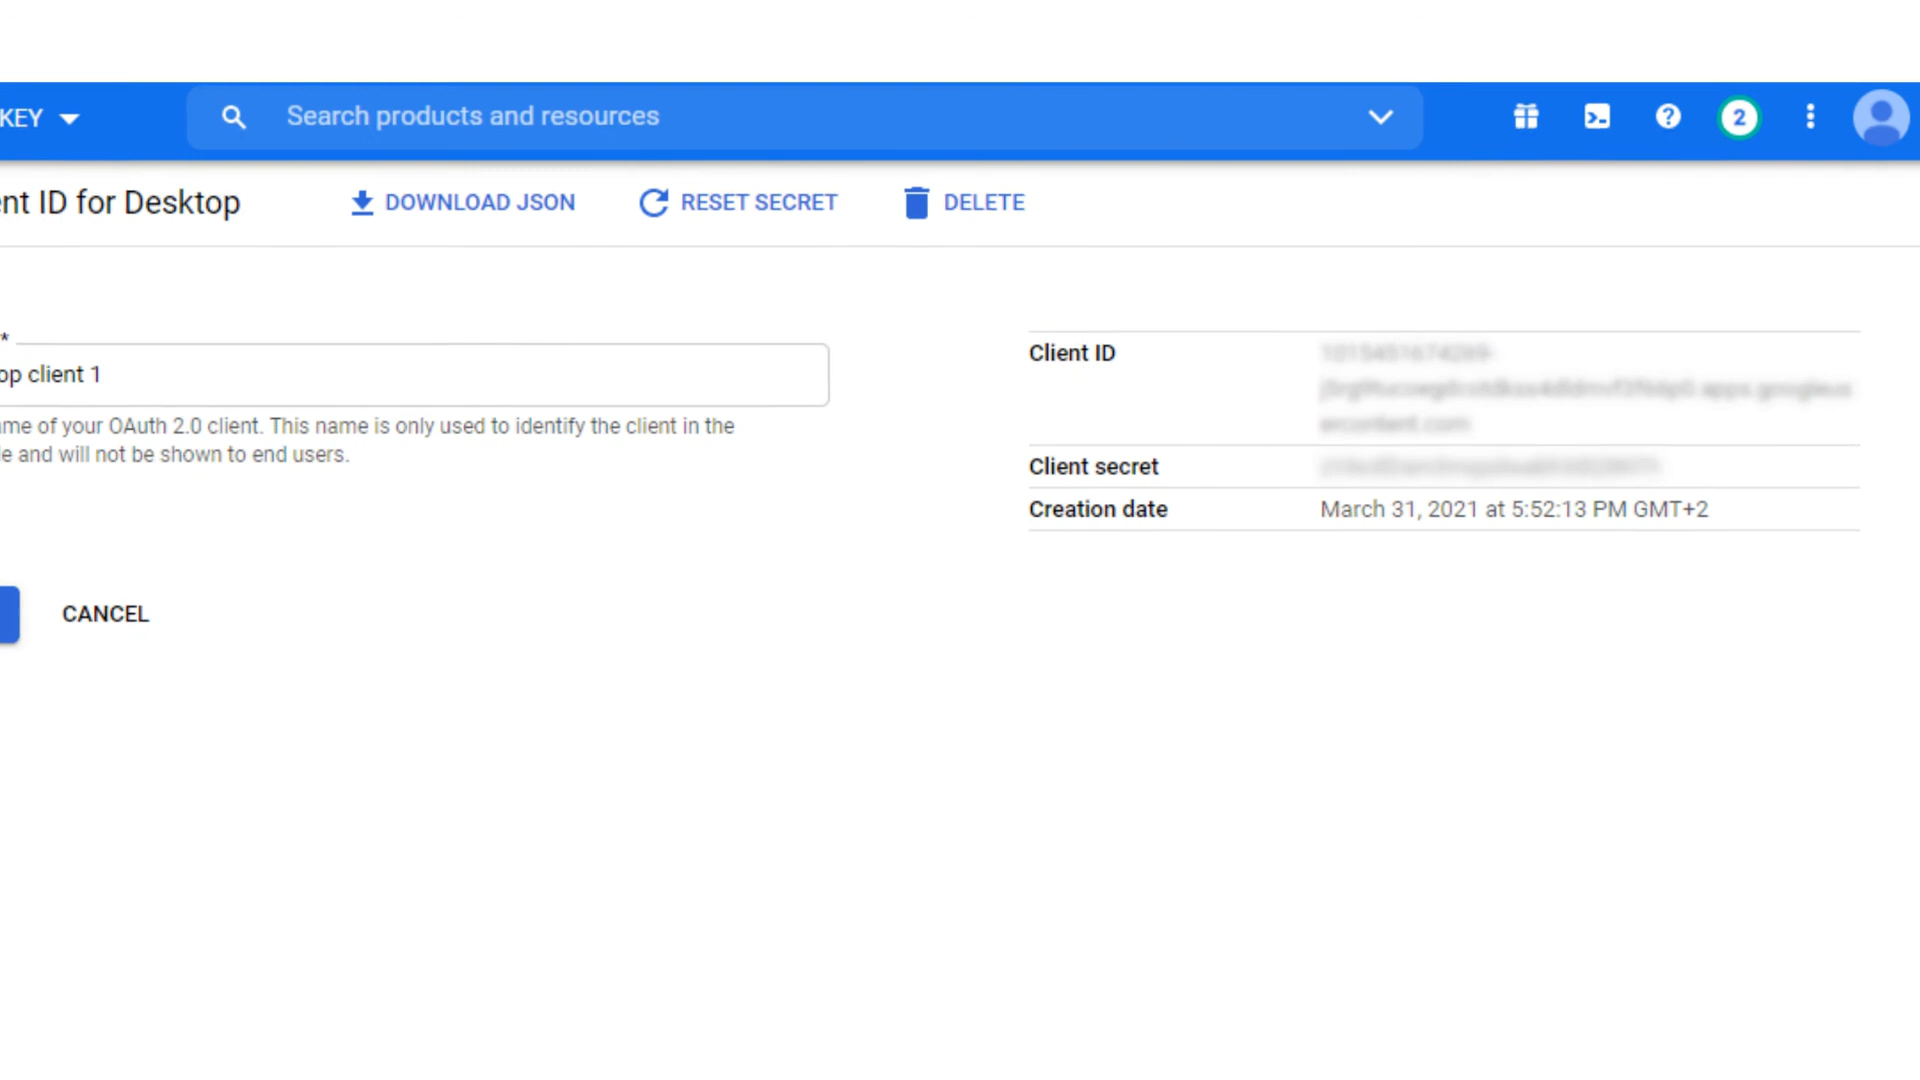 KEY
Search products and resources
2
nt ID for Desktop
DOWNLOAD JSON
RESET SECRET
DELETE
*
op client 1
me of your OAuth 2.0 client. This name is only used to identify the client in the
e and will not be shown to end users.
CANCEL
Client ID
Client secret
Creation date March 31, 2021 at 5:52:13 PM GMT+2